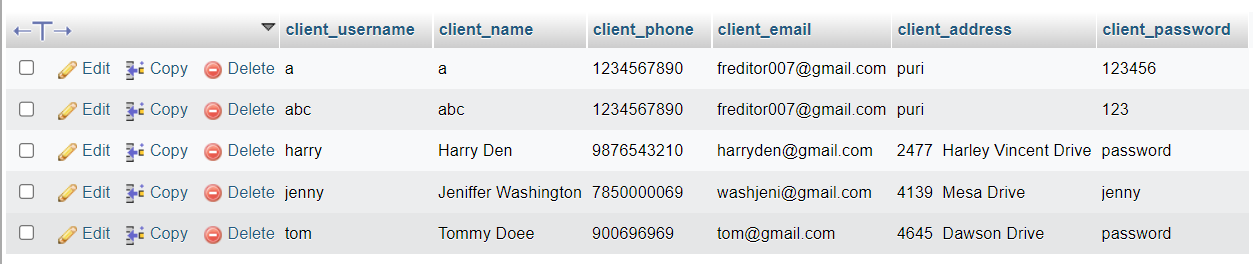 client_username client_name client_phone client_email client_address client_password
Edit Copy Delete a a 1234567890 freditor007@gmail.com puri 123456
Edit Copy Delete abc abc 1234567890 freditor007@gmail.com puri 123
Edit Copy Delete harry Harry Den 9876543210 harryden@gmail.com 2477 Harley Vincent Drive password
Edit Copy Delete jenny Jeniffer Washington 7850000069 washjeni@gmail.com 4139 Mesa Drive jenny
Edit Copy Delete tom Tommy Doee 900696969 tom@gmail.com 4645 Dawson Drive password